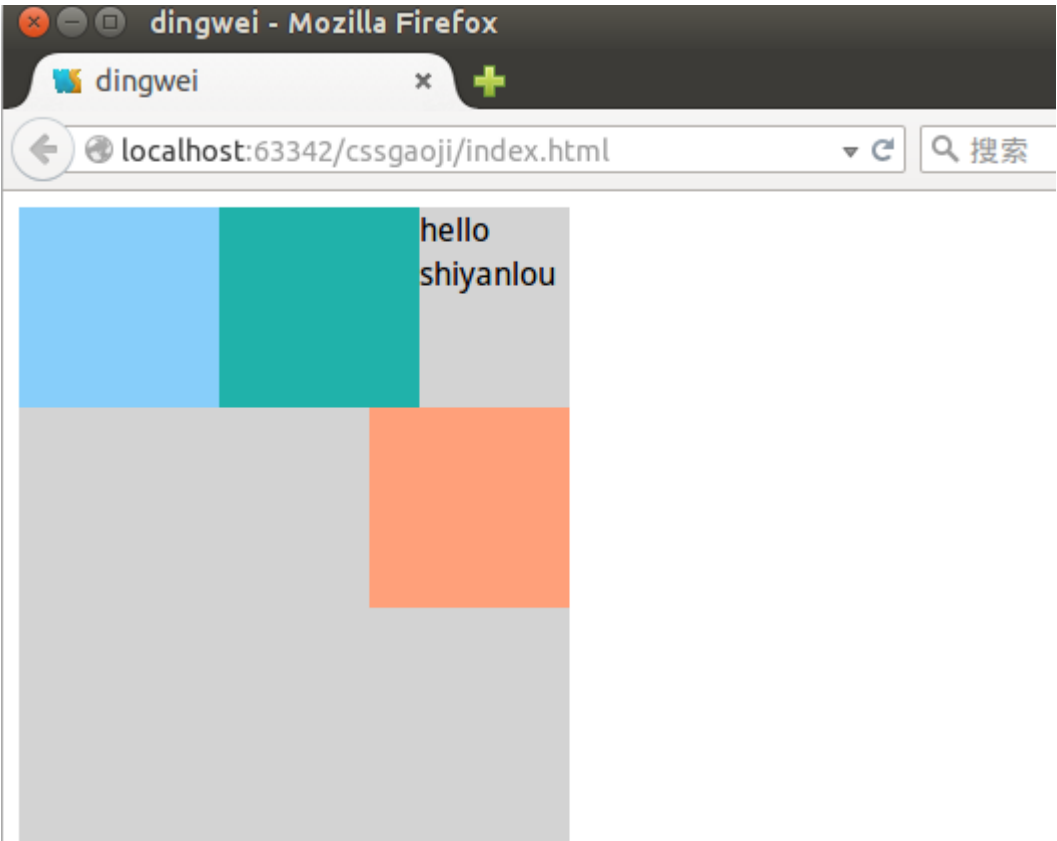 dingwei - Mozilla Firefox
dingwei
localhost:63342/cssgaoji/index.html
搜索
hello
shiyanlou